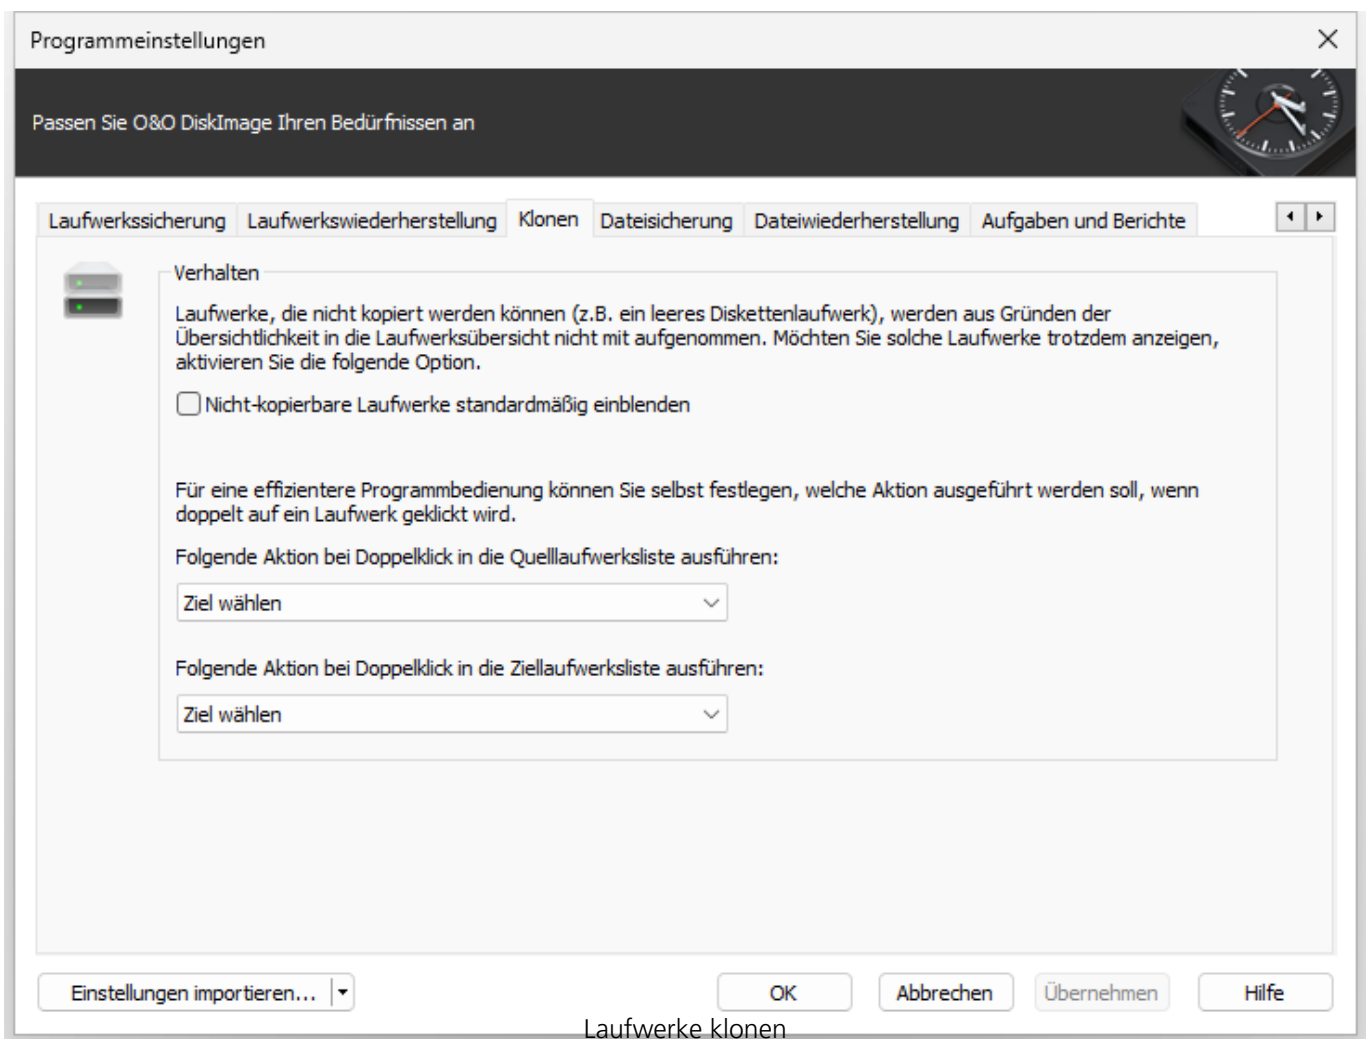 Programmeinstellungen
Passen Sie O&O DiskImage Ihren Bedürfnissen an
Laufwerkssicherung Laufwerkswiederherstellung Klonen Dateisicherung Dateiwiederherstellung Aufgaben und Berichte
Verhalten
Laufwerke, die nicht kopiert werden können (z.B. ein leeres Diskettenlaufwerk), werden aus Gründen der
Übersichtlichkeit in die Laufwerksübersicht nicht mit aufgenommen. Möchten Sie solche Laufwerke trotzdem anzeigen,
aktivieren Sie die folgende Option.
Nicht-kopierbare Laufwerke standardmäßig einblenden
Für eine effizientere Programmbedienung können Sie selbst festlegen, welche Aktion ausgeführt werden soll, wenn
doppelt auf ein Laufwerk geklickt wird.
Folgende Aktion bei Doppelklick in die Quelllaufwerksliste ausführen:
Ziel wählen
Folgende Aktion bei Doppelklick in die Ziellaufwerksliste ausführen:
Ziel wählen
Einstellungen importieren... OK Abbrechen Übernehmen Hilfe
Laufwerke klonen